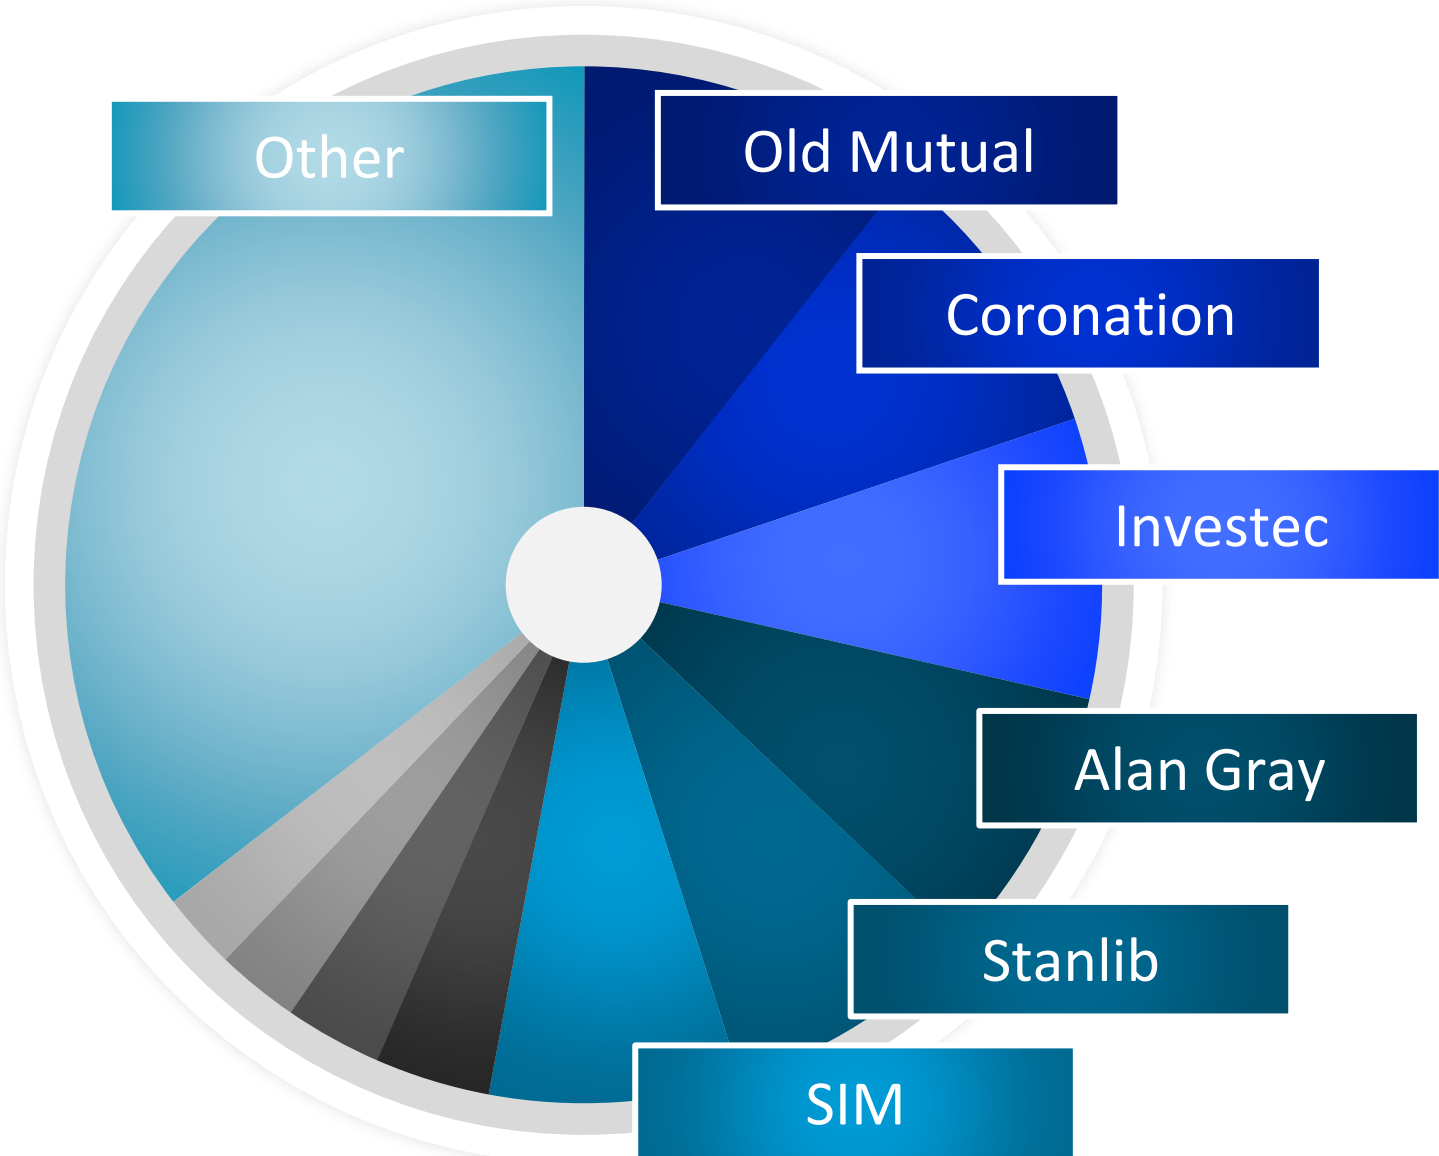 Other
Old Mutual
Coronation
Investec
Alan Gray
Stanlib
SIM